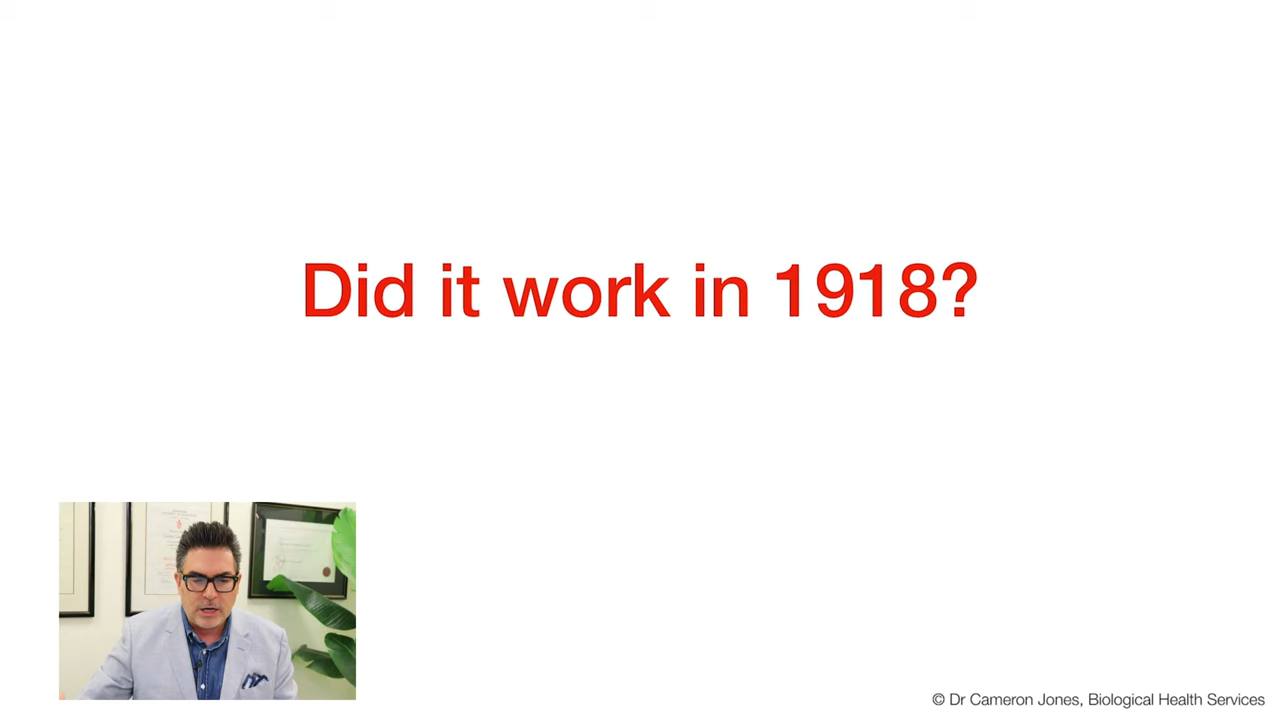 Did it work in 1918?
© Dr Cameron Jones, Biological Health Services